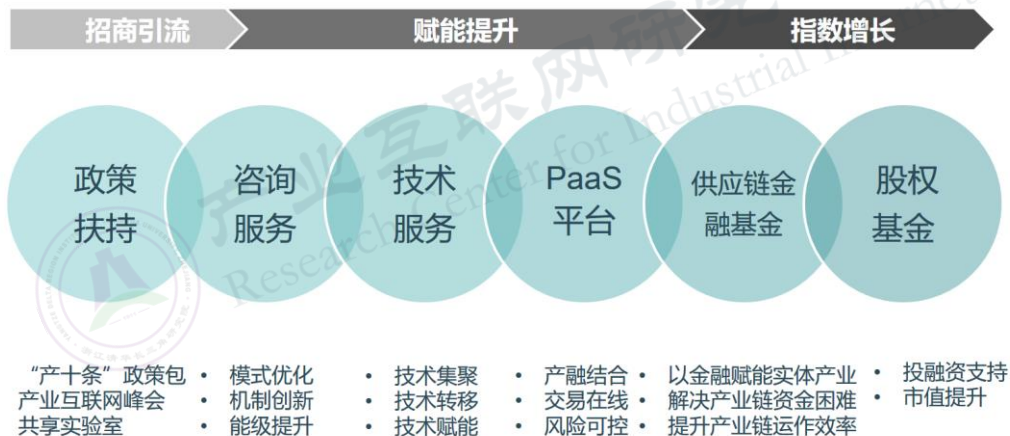 招商引流
赋能提升
指数增长
政策
扶持
咨询
服务
技术
服务
PaaS
平台
供应链金
融基金
股权
基金
“产十条”政策包
产业互联网峰会
共享实验室
• 模式优化
• 机制创新
• 能级提升
• 技术集聚
• 技术转移
• 技术赋能
• 产融结合
• 交易在线
• 风险可控
• 以金融赋能实体产业
• 解决产业链资金困难
• 提升产业链运作效率
• 投融资支持
• 市值提升
产业互联网研究
Research Center for Industrial Internet